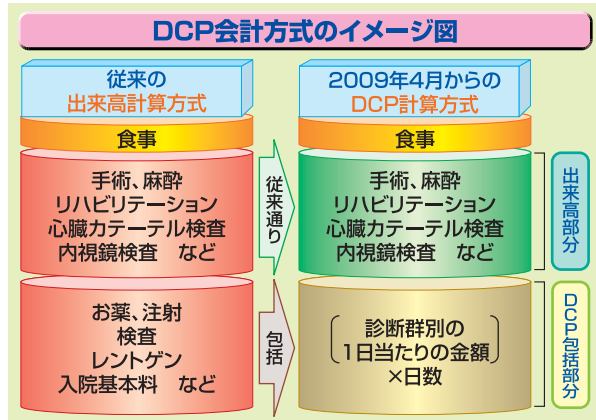 DCP会計方式のイメージ図
従来の
出来高計算方式
食事
手術、麻酔
リハビリテーション
心臓カテーテル検査
内視鏡検査　など
お薬、注射
検査
レントゲン
入院基本料　など
従来通り
包括
2009年4月からの
DCP計算方式
食事
手術、麻酔
リハビリテーション
心臓カテーテル検査
内視鏡検査　など
診断群別の
1日当たりの金額
×日数
出来高部分
DCP包括部分